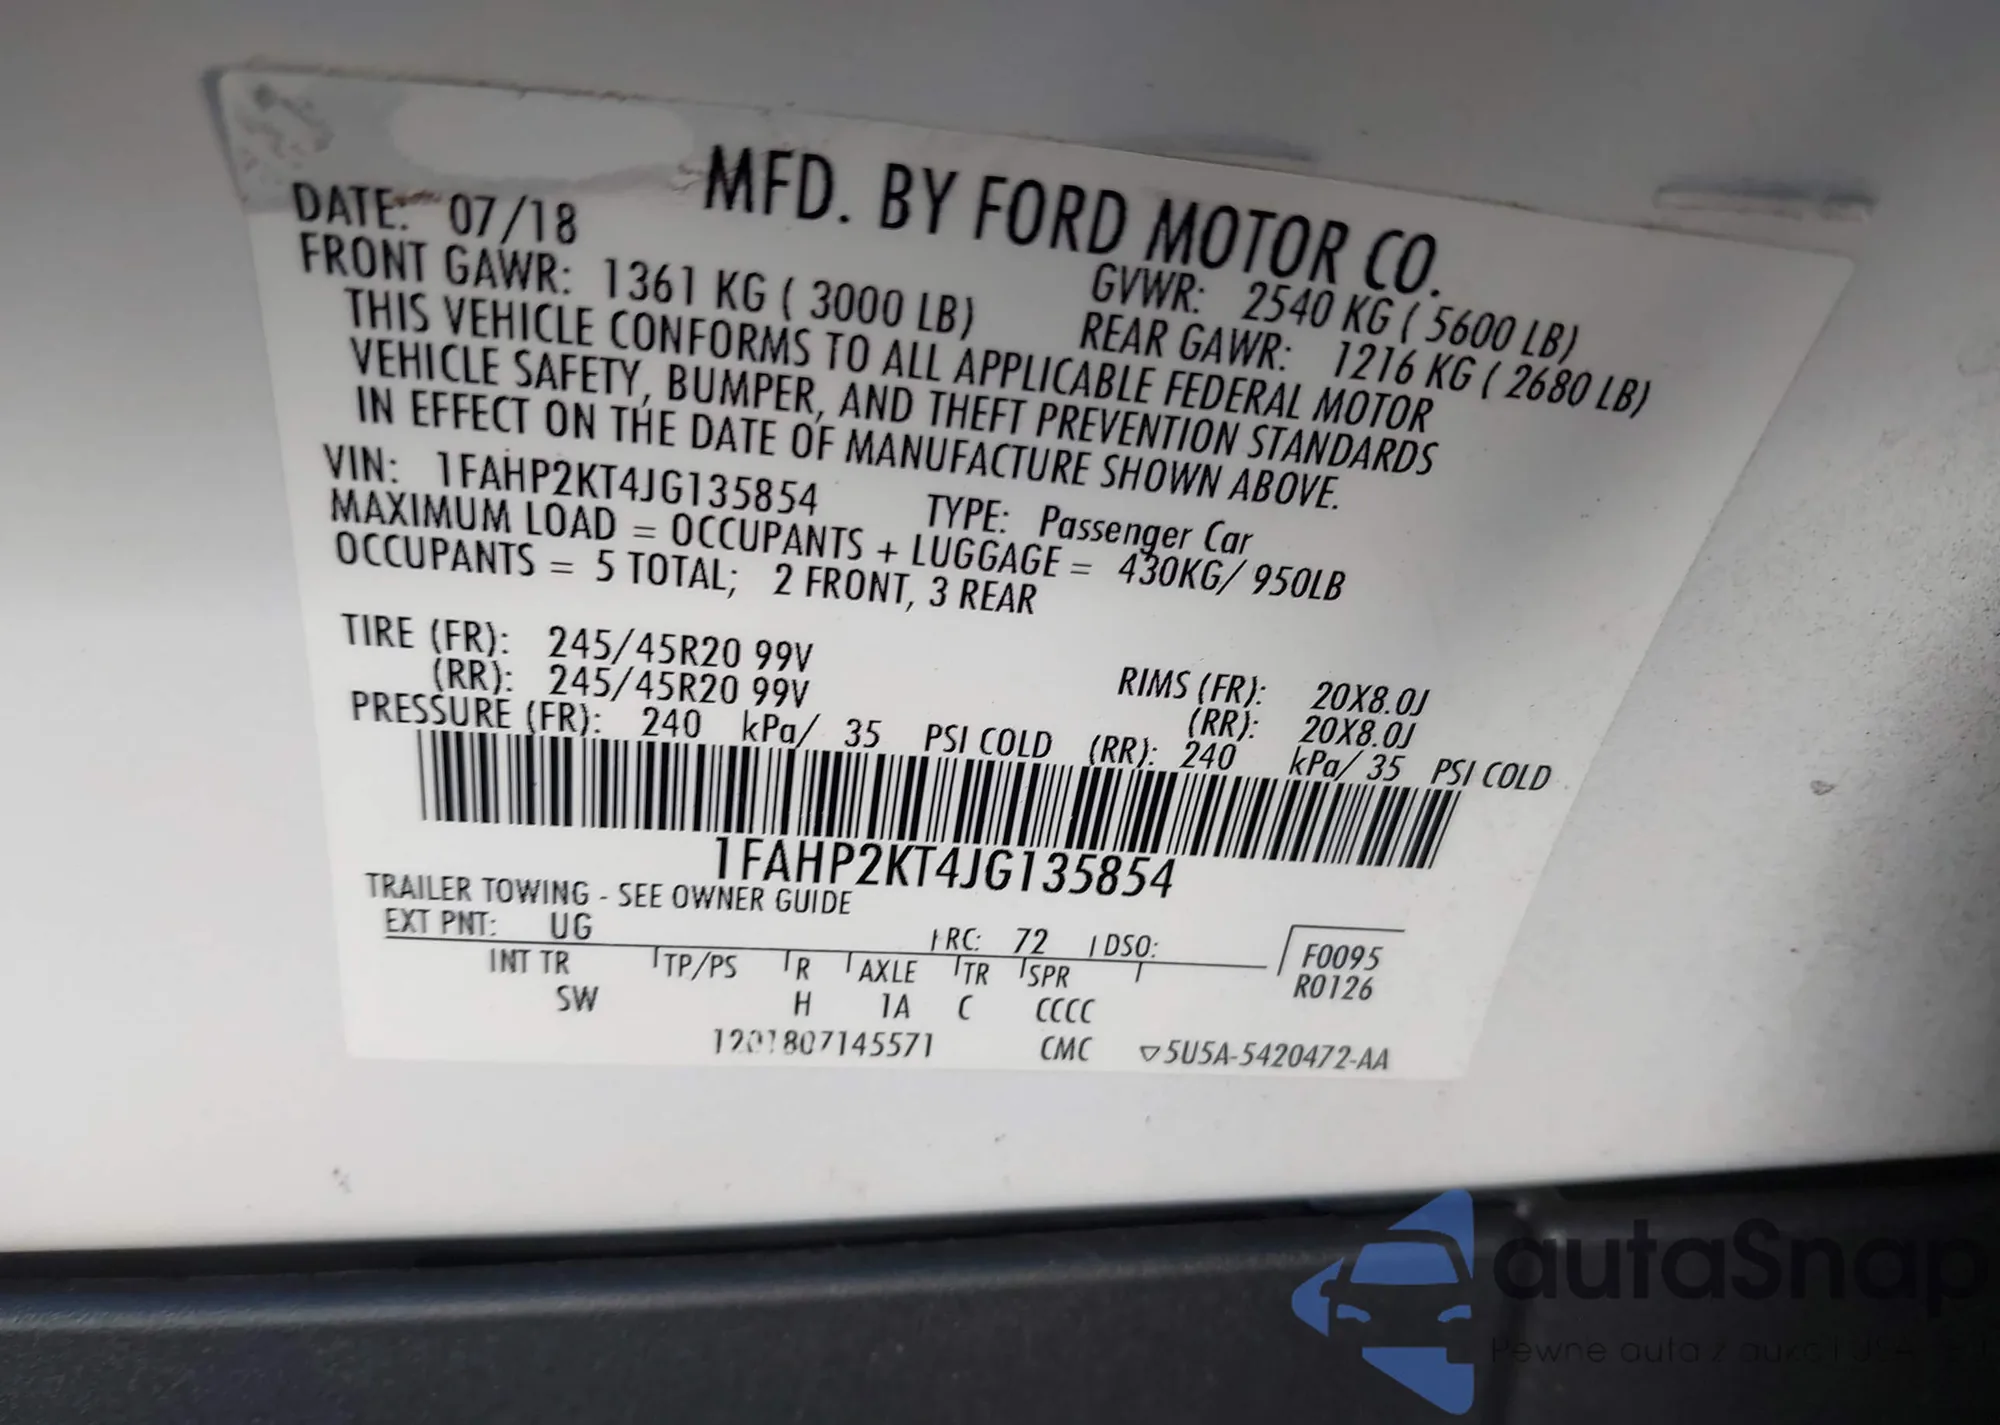 MFD. BY FORD MOTOR CO.
DATE: 07/18 GVWR: 2540 KG ( 5600 LB)
FRONT GAWR: 1361 KG ( 3000 LB) REAR GAWR: 1216 KG ( 2680 LB)
THIS VEHICLE CONFORMS TO ALL APPLICABLE FEDERAL MOTOR
VEHICLE SAFETY, BUMPER, AND THEFT PREVENTION STANDARDS
IN EFFECT ON THE DATE OF MANUFACTURE SHOWN ABOVE.
VIN: 1FAHP2KT4JG135854 TYPE: Passenger Car
MAXIMUM LOAD = OCCUPANTS + LUGGAGE = 430KG/ 950LB
OCCUPANTS = 5 TOTAL; 2 FRONT, 3 REAR
TIRE (FR): 245/45R20 99V RIMS (FR): 20X8.0J
(RR): 245/45R20 99V (RR): 20X8.0J
PRESSURE (FR): 240 kPa/ 35 PSI COLD (RR): 240 kPa/ 35 PSI COLD
1FAHP2KT4JG135854
TRAILER TOWING - SEE OWNER GUIDE
EXT PNT: UG RC: 72 DSO: F0095
INT TR TP/PS R AXLE TR SPR R0126
SW H 1A C CCCC
1201807145571 CMC ▽5U5A-5420472-AA
autaSnap
Pewne auta z